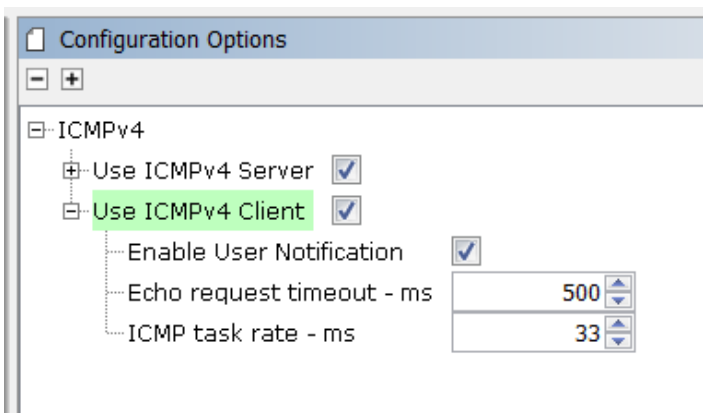 Configuration Options
ICMPv4
Use ICMPv4 Server
Use ICMPv4 Client
Enable User Notification
Echo request timeout - ms 500
ICMP task rate - ms 33